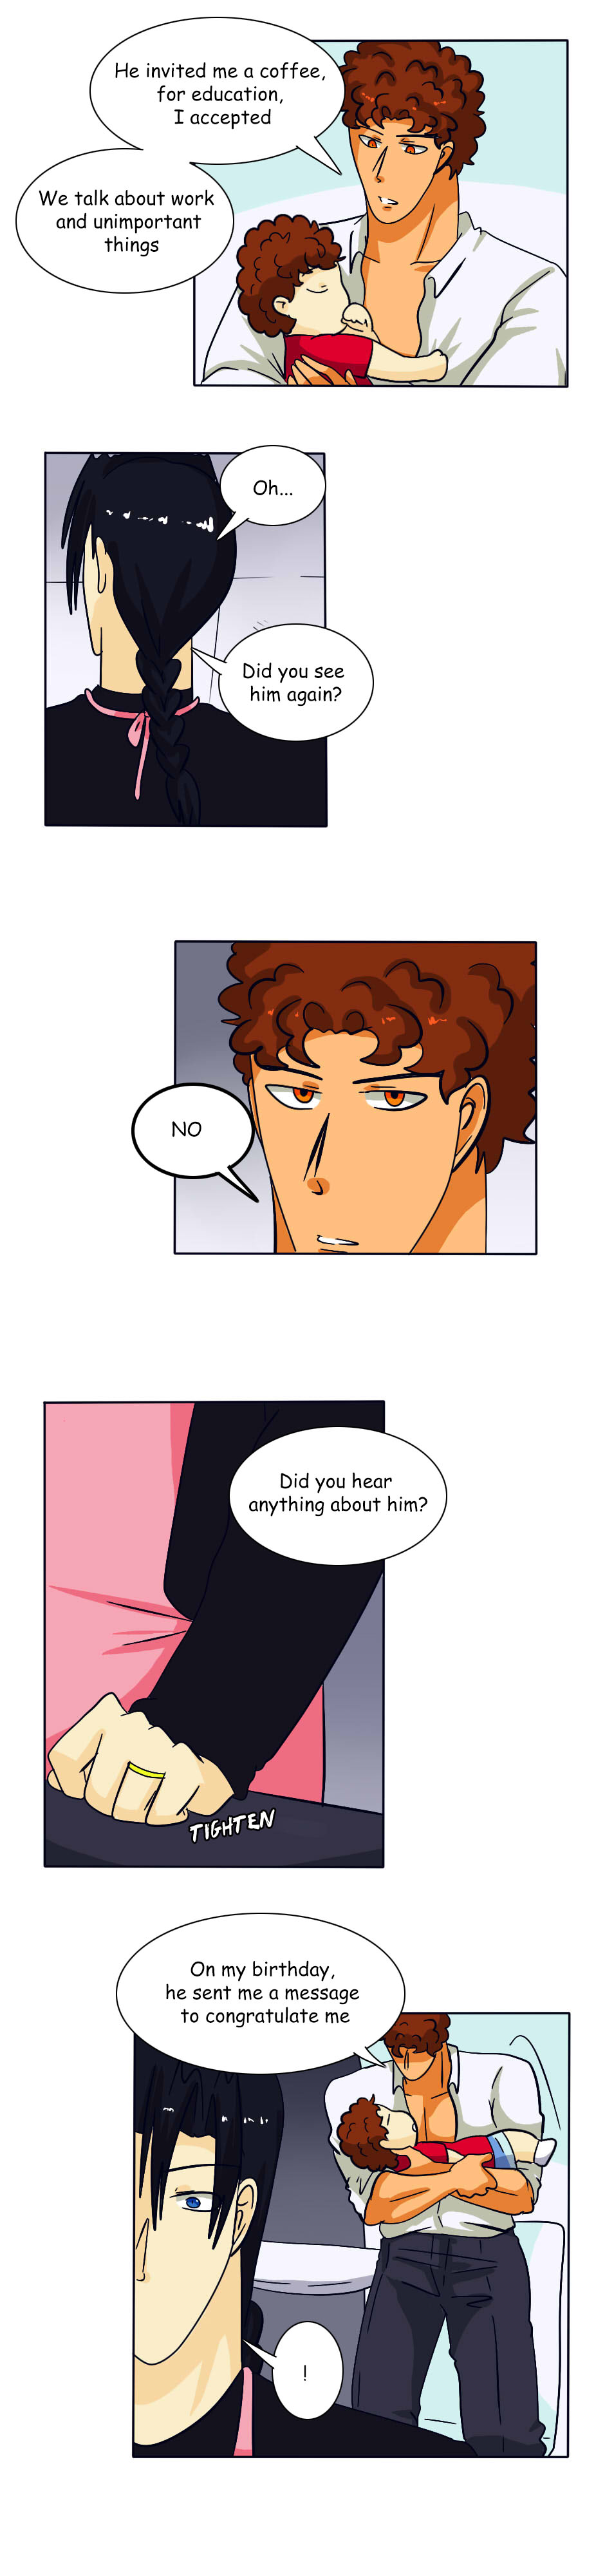 He invited me a coffee,
for education,
I accepted
We talk about work
and unimportant
things
Oh...
Did you see
him again?
NO
Did you hear
anything about him?
TIGHTEN
On my birthday,
he sent me a message
to congratulate me
!